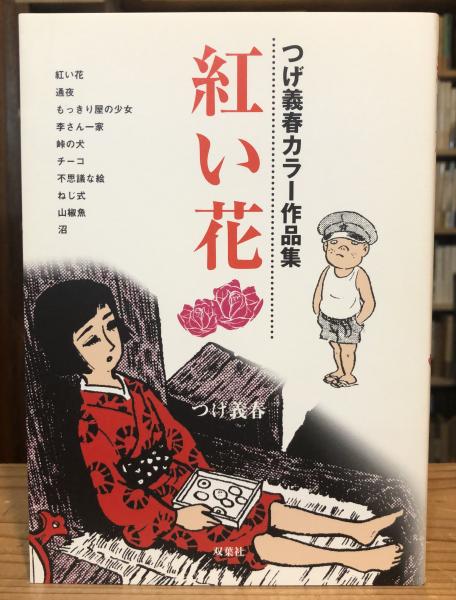 つげ義春カラー作品集
紅い花
紅い花
通夜
もっきり屋の少女
李さん一家
峠の犬
チーコ
不思議な絵
ねじ式
山椒魚
沼
つげ義春
双葉社